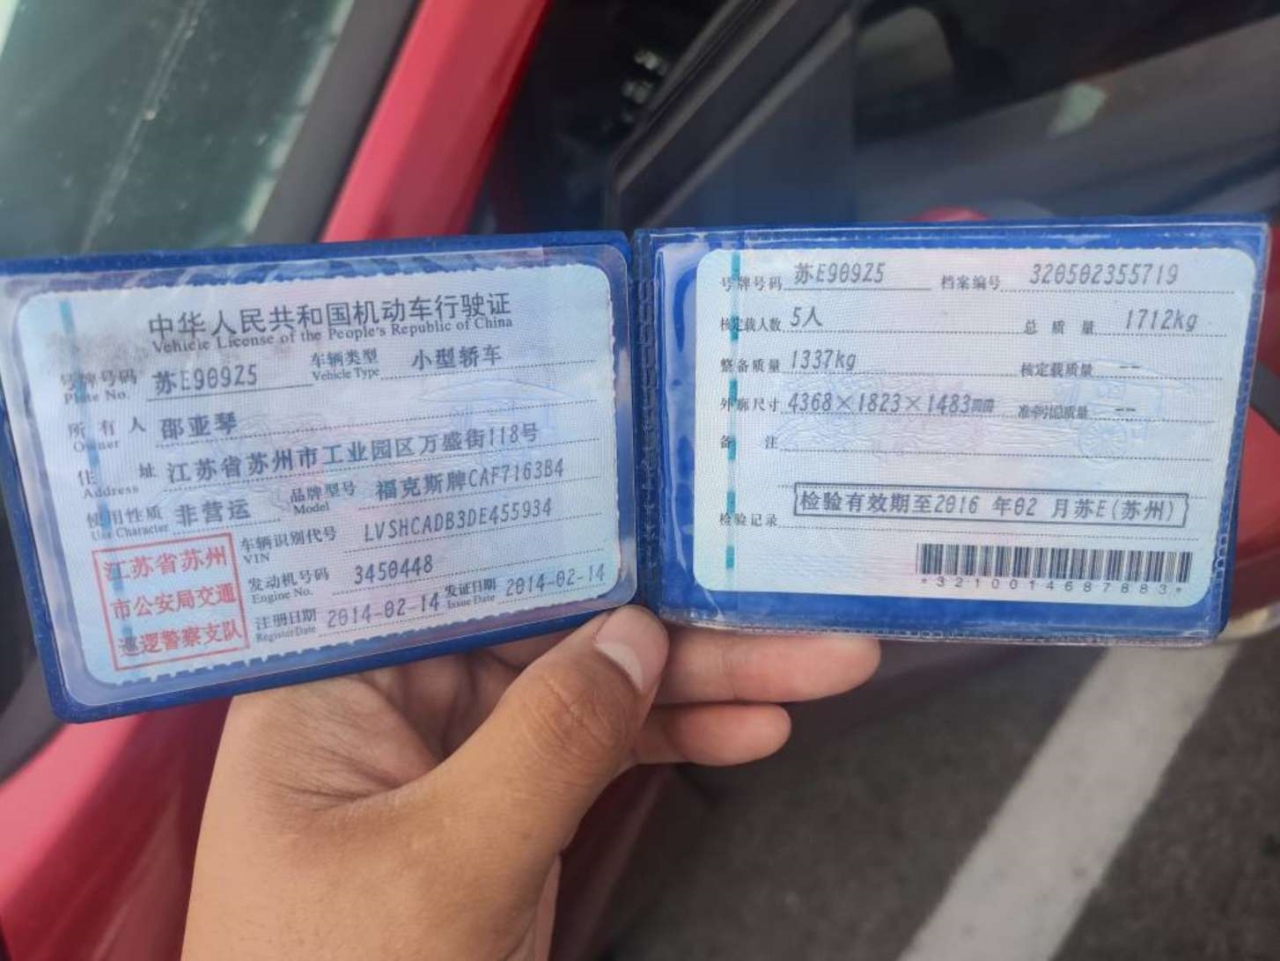 中华人民共和国机动车行驶证
Vehicle License of the People's Republic of China
号牌号码 Plate No. 苏E909Z5 车辆类型 Vehicle Type 小型轿车
所有人 Owner 邵亚琴
住址 Address 江苏省苏州市工业园区万盛街118号
使用性质 Use Character 非营运 品牌型号 Model 福克斯牌CAF7163B4
车辆识别代号 VIN LVSHCADB3DE455934
发动机号码 Engine No. 3450448
注册日期 Register Date 2014-02-14 发证日期 Issue Date 2014-02-14
江苏省苏州
市公安局交通
巡逻警察支队
号牌号码 苏E909Z5 档案编号 320502355719
核定载人数 5人 总质量 1712kg
整备质量 1337kg 核定载质量 --
外廓尺寸 4368×1823×1483mm 准牵引总质量 --
备注
检验记录 检验有效期至2016 年02 月苏E(苏州)
*3210014687883*